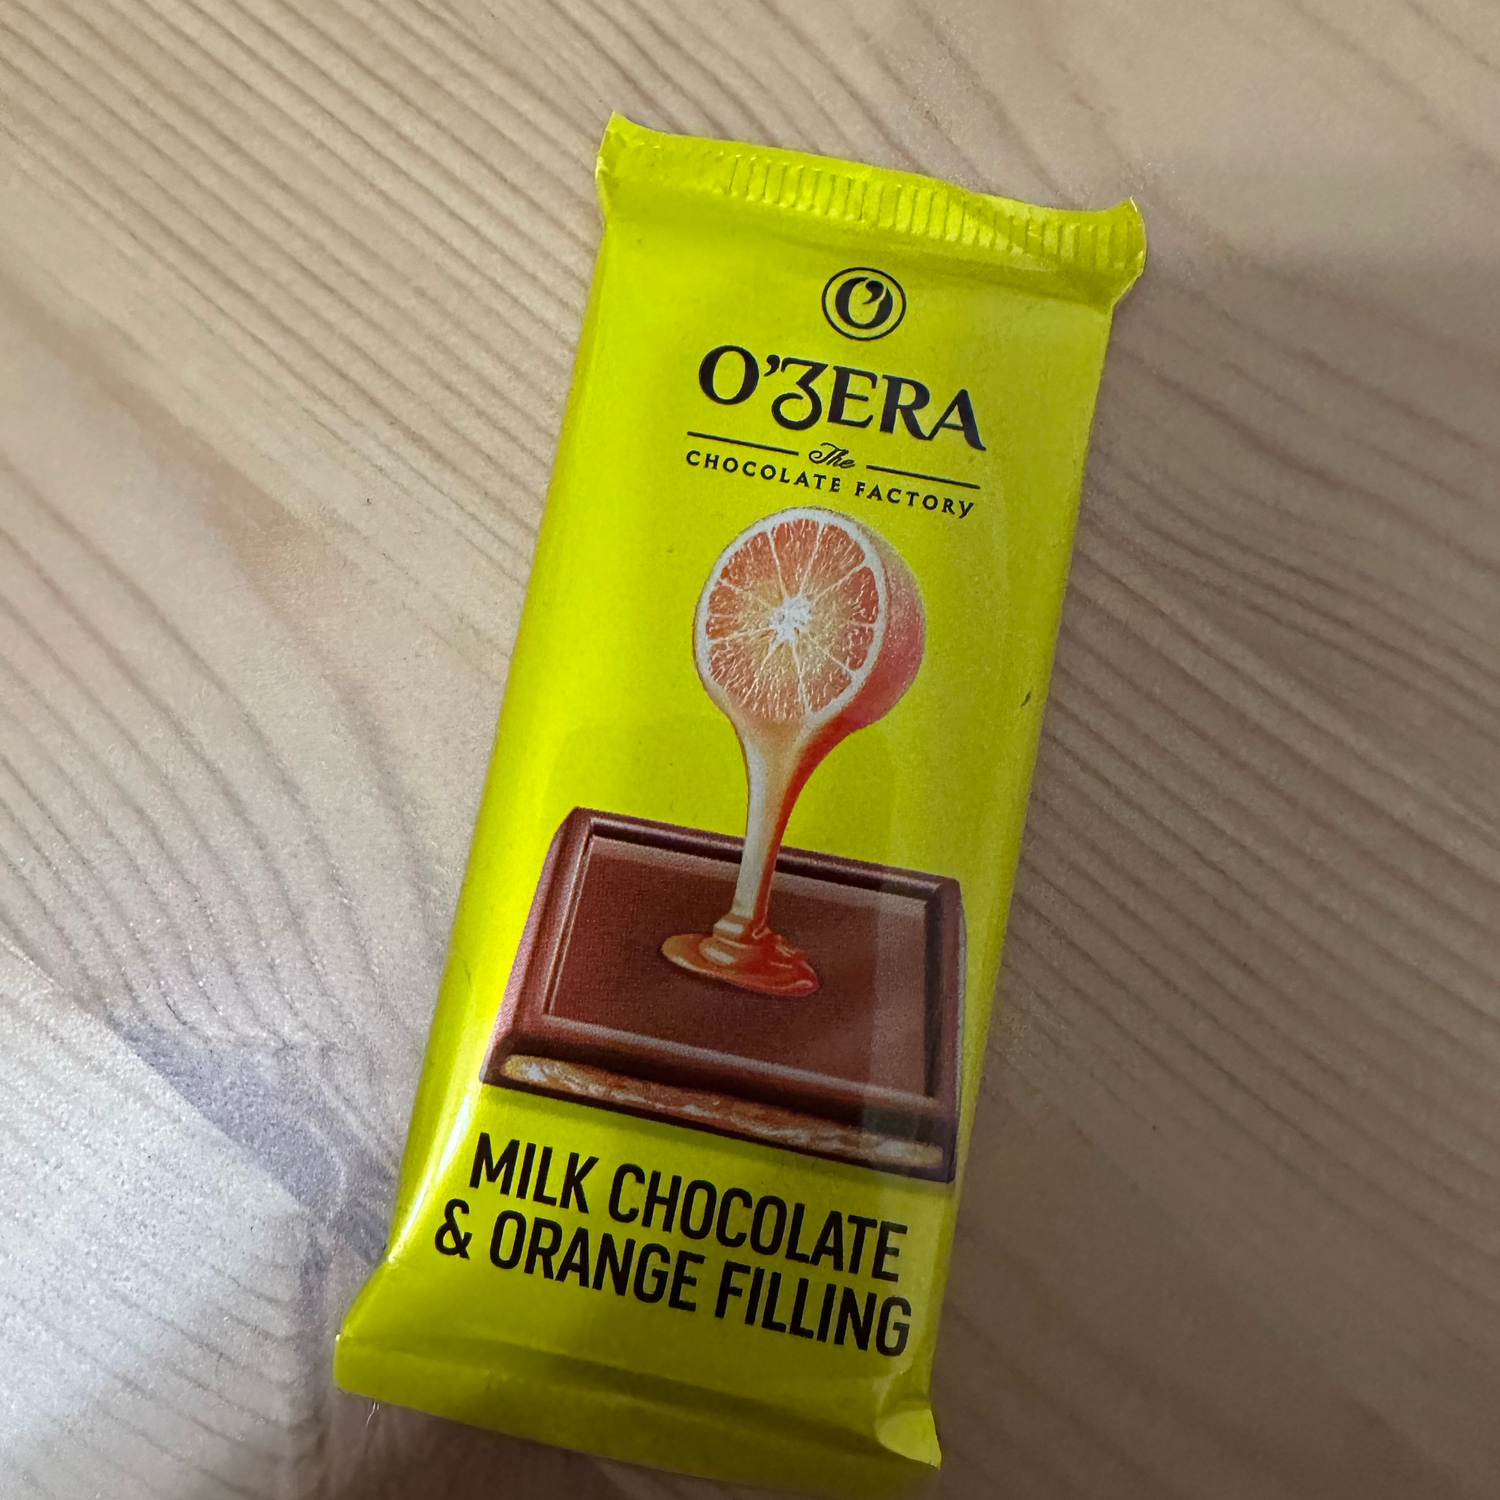 O'
O'ZERA
The
CHOCOLATE FACTORY
MILK CHOCOLATE
& ORANGE FILLING